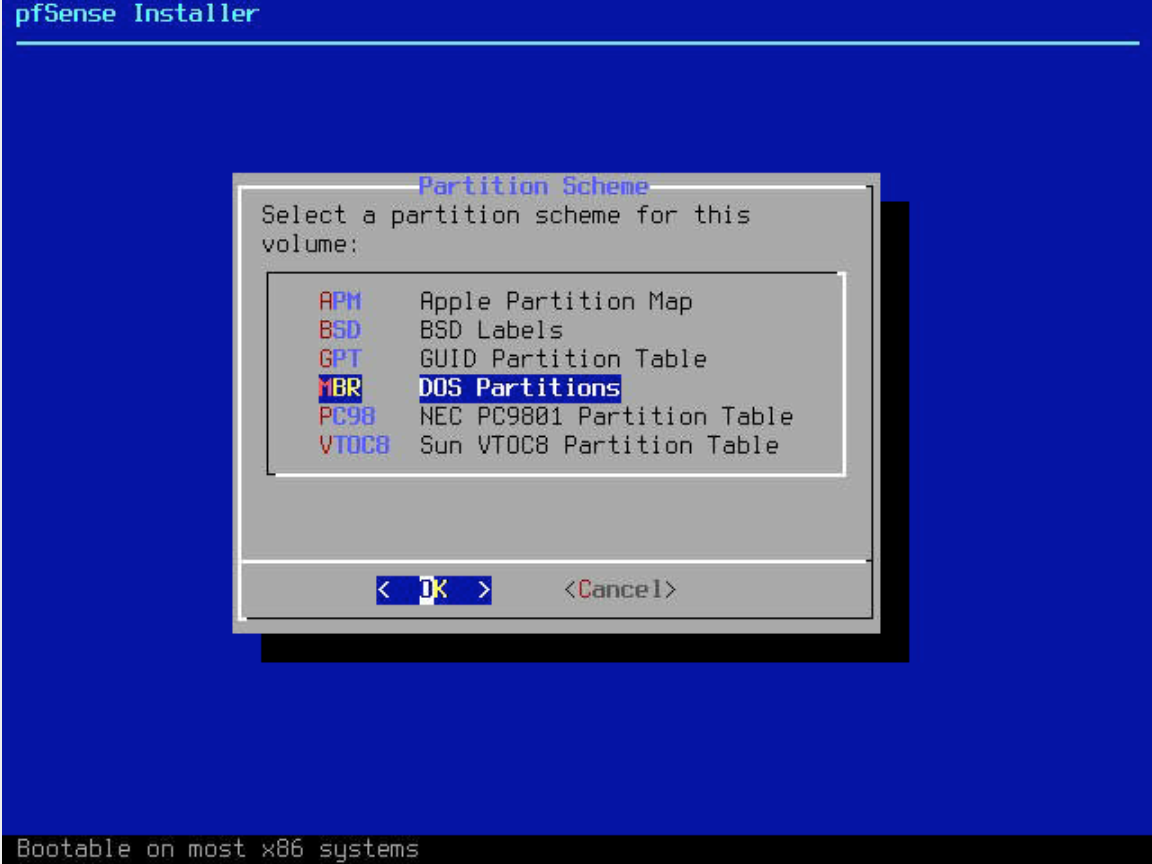 pfSense Installer
Partition Scheme
Select a partition scheme for this
volume:
APM Apple Partition Map
BSD BSD Labels
GPT GUID Partition Table
MBR DOS Partitions
PC98 NEC PC9801 Partition Table
VTOC8 Sun VTOC8 Partition Table
< OK > <Cancel>
Bootable on most x86 systems